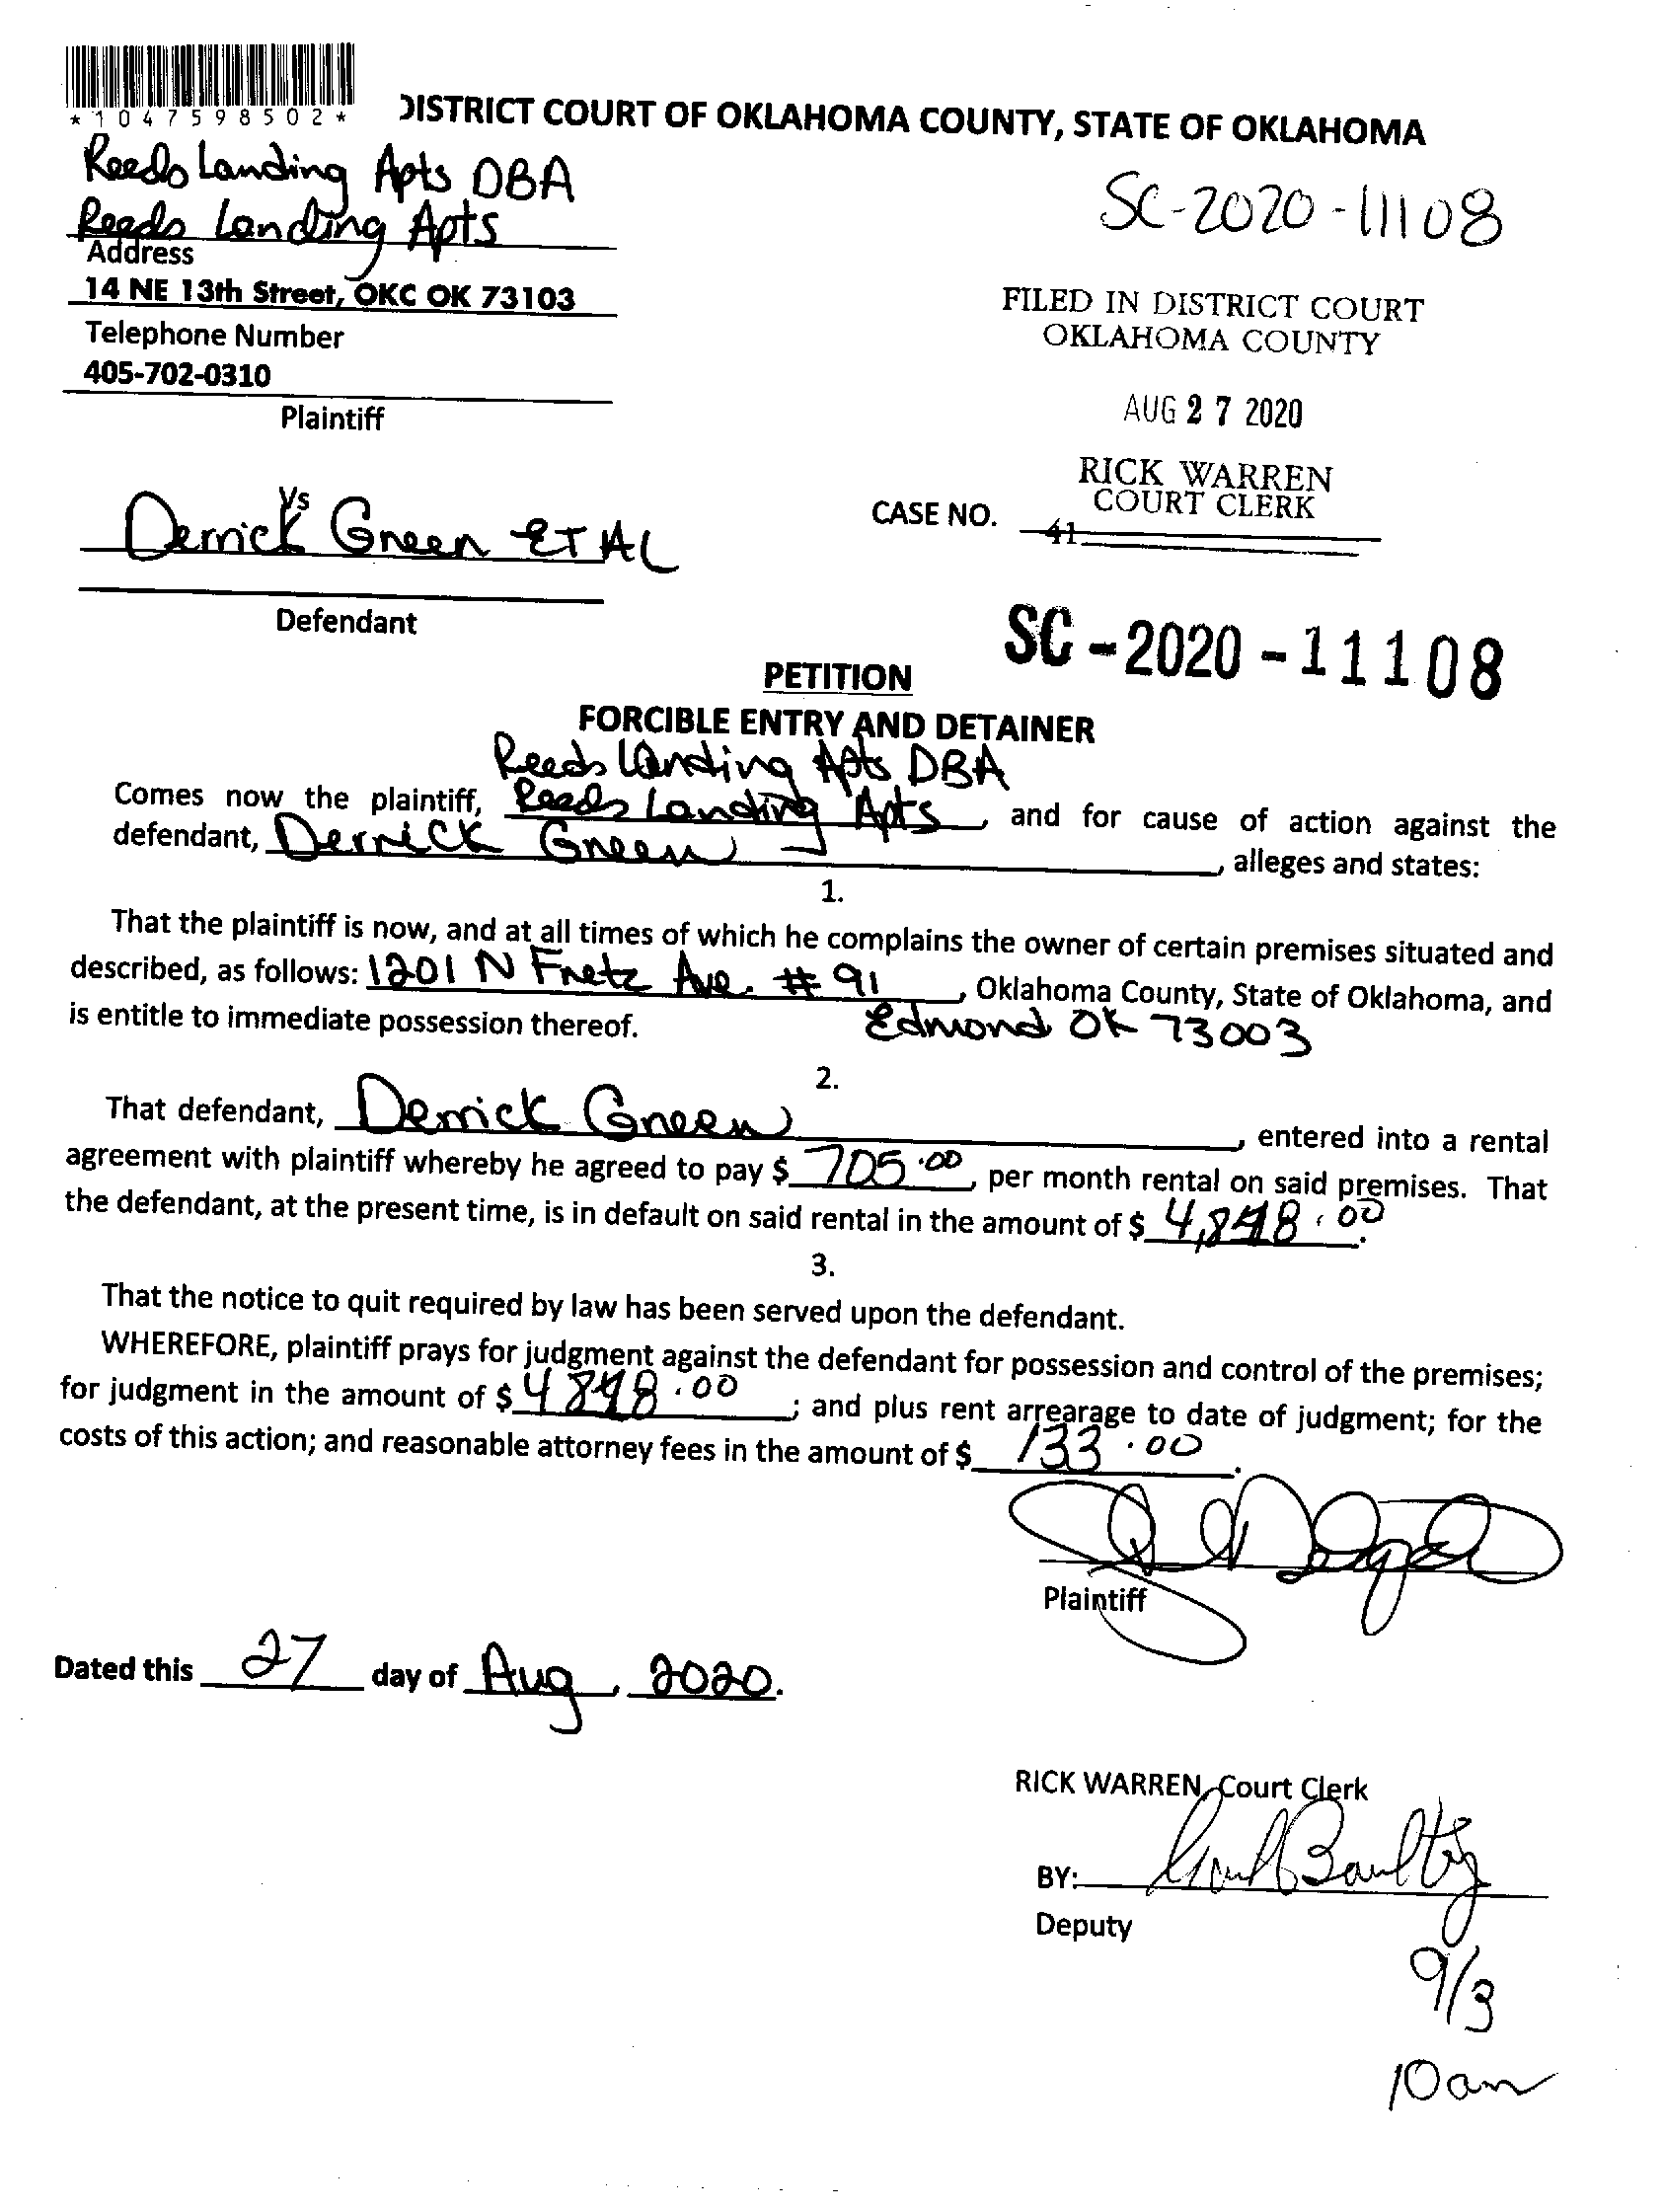 *1047598502*
DISTRICT COURT OF OKLAHOMA COUNTY, STATE OF OKLAHOMA
Reeds Landing Apts DBA
Reeds Landing Apts
SC-2020-11108
Address
14 NE 13th Street, OKC OK 73103
FILED IN DISTRICT COURT
OKLAHOMA COUNTY
Telephone Number
405-702-0310
Plaintiff
AUG 27 2020
RICK WARREN
COURT CLERK
Vs
Derrick Green ET AL
CASE NO.
41
Defendant
SC-2020-11108
PETITION
FORCIBLE ENTRY AND DETAINER
Reeds Landing Apts DBA
Comes now the plaintiff, Reeds Landing Apts, and for cause of action against the
defendant, Derrick Green, alleges and states:
1.
That the plaintiff is now, and at all times of which he complains the owner of certain premises situated and
described, as follows: 1201 N Fretz Ave. # 91, Oklahoma County, State of Oklahoma, and
is entitle to immediate possession thereof. Edmond OK 73003
2.
That defendant, Derrick Green, entered into a rental
agreement with plaintiff whereby he agreed to pay $ 705.00, per month rental on said premises. That
the defendant, at the present time, is in default on said rental in the amount of $
3.
That the notice to quit required by law has been served upon the defendant.
WHEREFORE, plaintiff prays for judgment against the defendant for possession and control of the premises;
for judgment in the amount of $ ; and plus rent arrearage to date of judgment; for the
costs of this action; and reasonable attorney fees in the amount of $ 133.00.
Plaintiff
Dated this 27 day of Aug, 2020.
RICK WARREN, Court Clerk
BY:
Deputy
9/3
10am